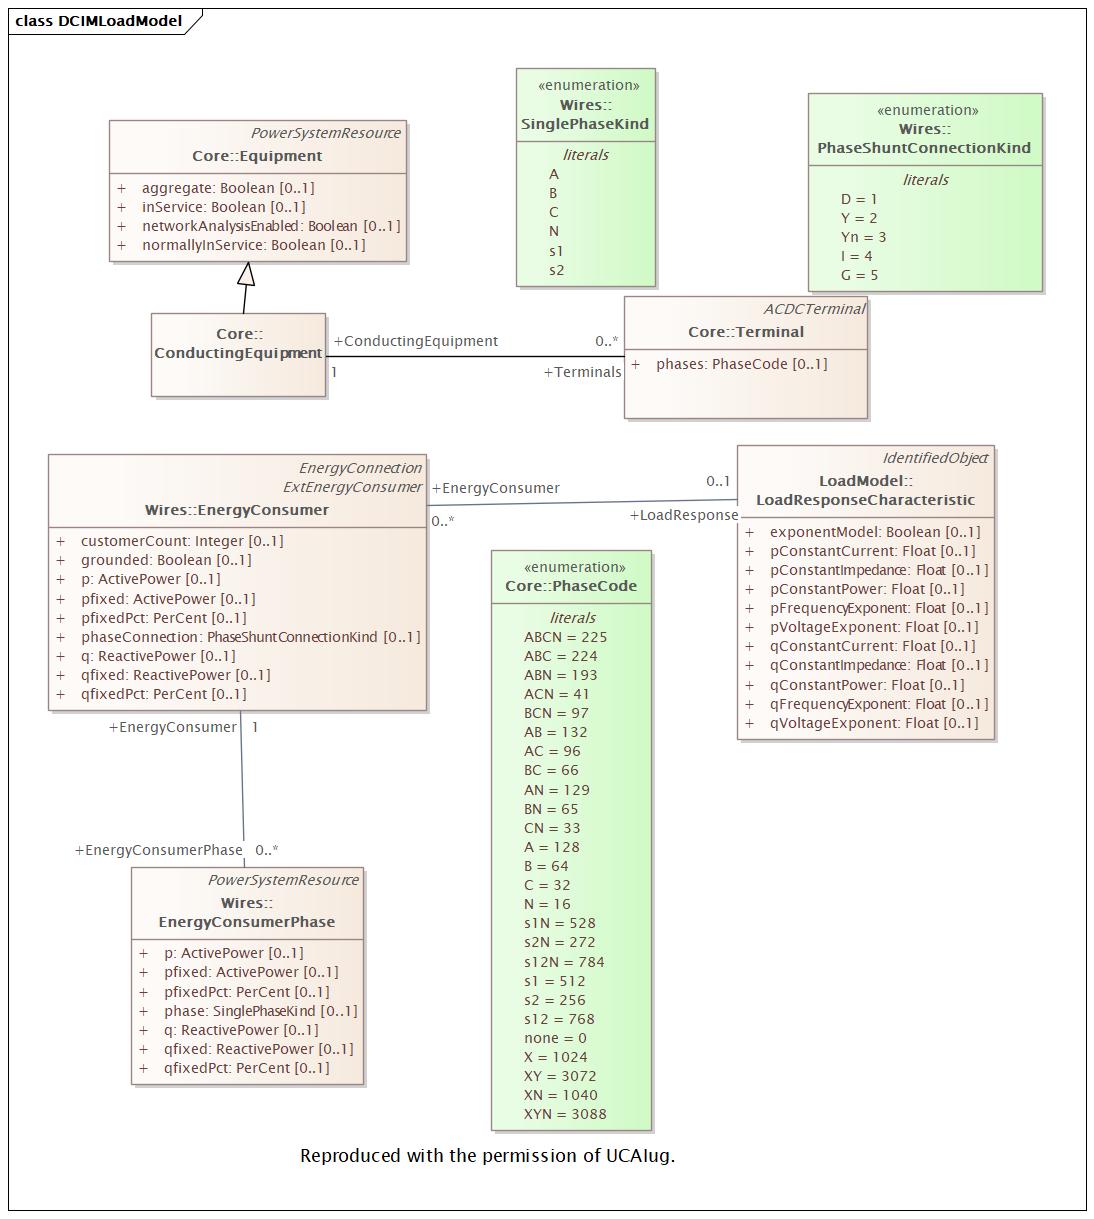 class DCIMLoadModel
PowerSystemResource
Core::Equipment
+ aggregate: Boolean [0..1]
+ inService: Boolean [0..1]
+ networkAnalysisEnabled: Boolean [0..1]
+ normallyInService: Boolean [0..1]
«enumeration»
Wires::
SinglePhaseKind
literals
A
B
C
N
s1
s2
«enumeration»
Wires::
PhaseShuntConnectionKind
literals
D = 1
Y = 2
Yn = 3
I = 4
G = 5
Core::
ConductingEquipment
+ConductingEquipment
1
0..*
+Terminals
ACDCTerminal
Core::Terminal
+ phases: PhaseCode [0..1]
EnergyConnection
ExtEnergyConsumer
Wires::EnergyConsumer
+ customerCount: Integer [0..1]
+ grounded: Boolean [0..1]
+ p: ActivePower [0..1]
+ pfixed: ActivePower [0..1]
+ pfixedPct: PerCent [0..1]
+ phaseConnection: PhaseShuntConnectionKind [0..1]
+ q: ReactivePower [0..1]
+ qfixed: ReactivePower [0..1]
+ qfixedPct: PerCent [0..1]
+EnergyConsumer
0..*
0..1
+LoadResponse
IdentifiedObject
LoadModel::
LoadResponseCharacteristic
+ exponentModel: Boolean [0..1]
+ pConstantCurrent: Float [0..1]
+ pConstantImpedance: Float [0..1]
+ pConstantPower: Float [0..1]
+ pFrequencyExponent: Float [0..1]
+ pVoltageExponent: Float [0..1]
+ qConstantCurrent: Float [0..1]
+ qConstantImpedance: Float [0..1]
+ qConstantPower: Float [0..1]
+ qFrequencyExponent: Float [0..1]
+ qVoltageExponent: Float [0..1]
«enumeration»
Core::PhaseCode
literals
ABCN = 225
ABC = 224
ABN = 193
ACN = 41
BCN = 97
AB = 132
AC = 96
BC = 66
AN = 129
BN = 65
CN = 33
A = 128
B = 64
C = 32
N = 16
s1N = 528
s2N = 272
s12N = 784
s1 = 512
s2 = 256
s12 = 768
none = 0
X = 1024
XY = 3072
XN = 1040
XYN = 3088
+EnergyConsumer 1
+EnergyConsumerPhase 0..*
PowerSystemResource
Wires::
EnergyConsumerPhase
+ p: ActivePower [0..1]
+ pfixed: ActivePower [0..1]
+ pfixedPct: PerCent [0..1]
+ phase: SinglePhaseKind [0..1]
+ q: ReactivePower [0..1]
+ qfixed: ReactivePower [0..1]
+ qfixedPct: PerCent [0..1]
Reproduced with the permission of UCAIug.